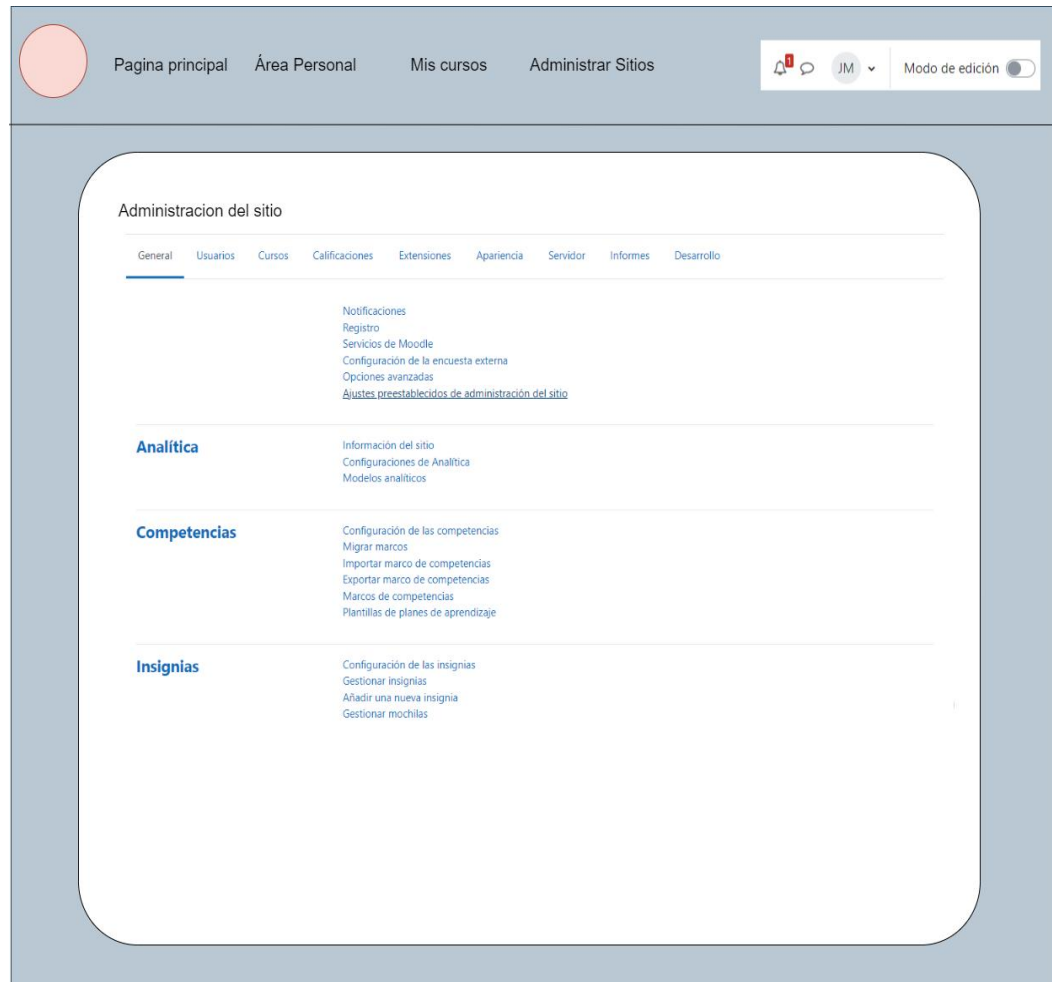 Pagina principal Área Personal Mis cursos Administrar Sitios 1 JM Modo de edición
Administracion del sitio
General Usuarios Cursos Calificaciones Extensiones Apariencia Servidor Informes Desarrollo
Notificaciones
Registro
Servicios de Moodle
Configuración de la encuesta externa
Opciones avanzadas
Ajustes preestablecidos de administración del sitio
Analítica
Información del sitio
Configuraciones de Analítica
Modelos analíticos
Competencias
Configuración de las competencias
Migrar marcos
Importar marco de competencias
Exportar marco de competencias
Marcos de competencias
Plantillas de planes de aprendizaje
Insignias
Configuración de las insignias
Gestionar insignias
Añadir una nueva insignia
Gestionar mochilas